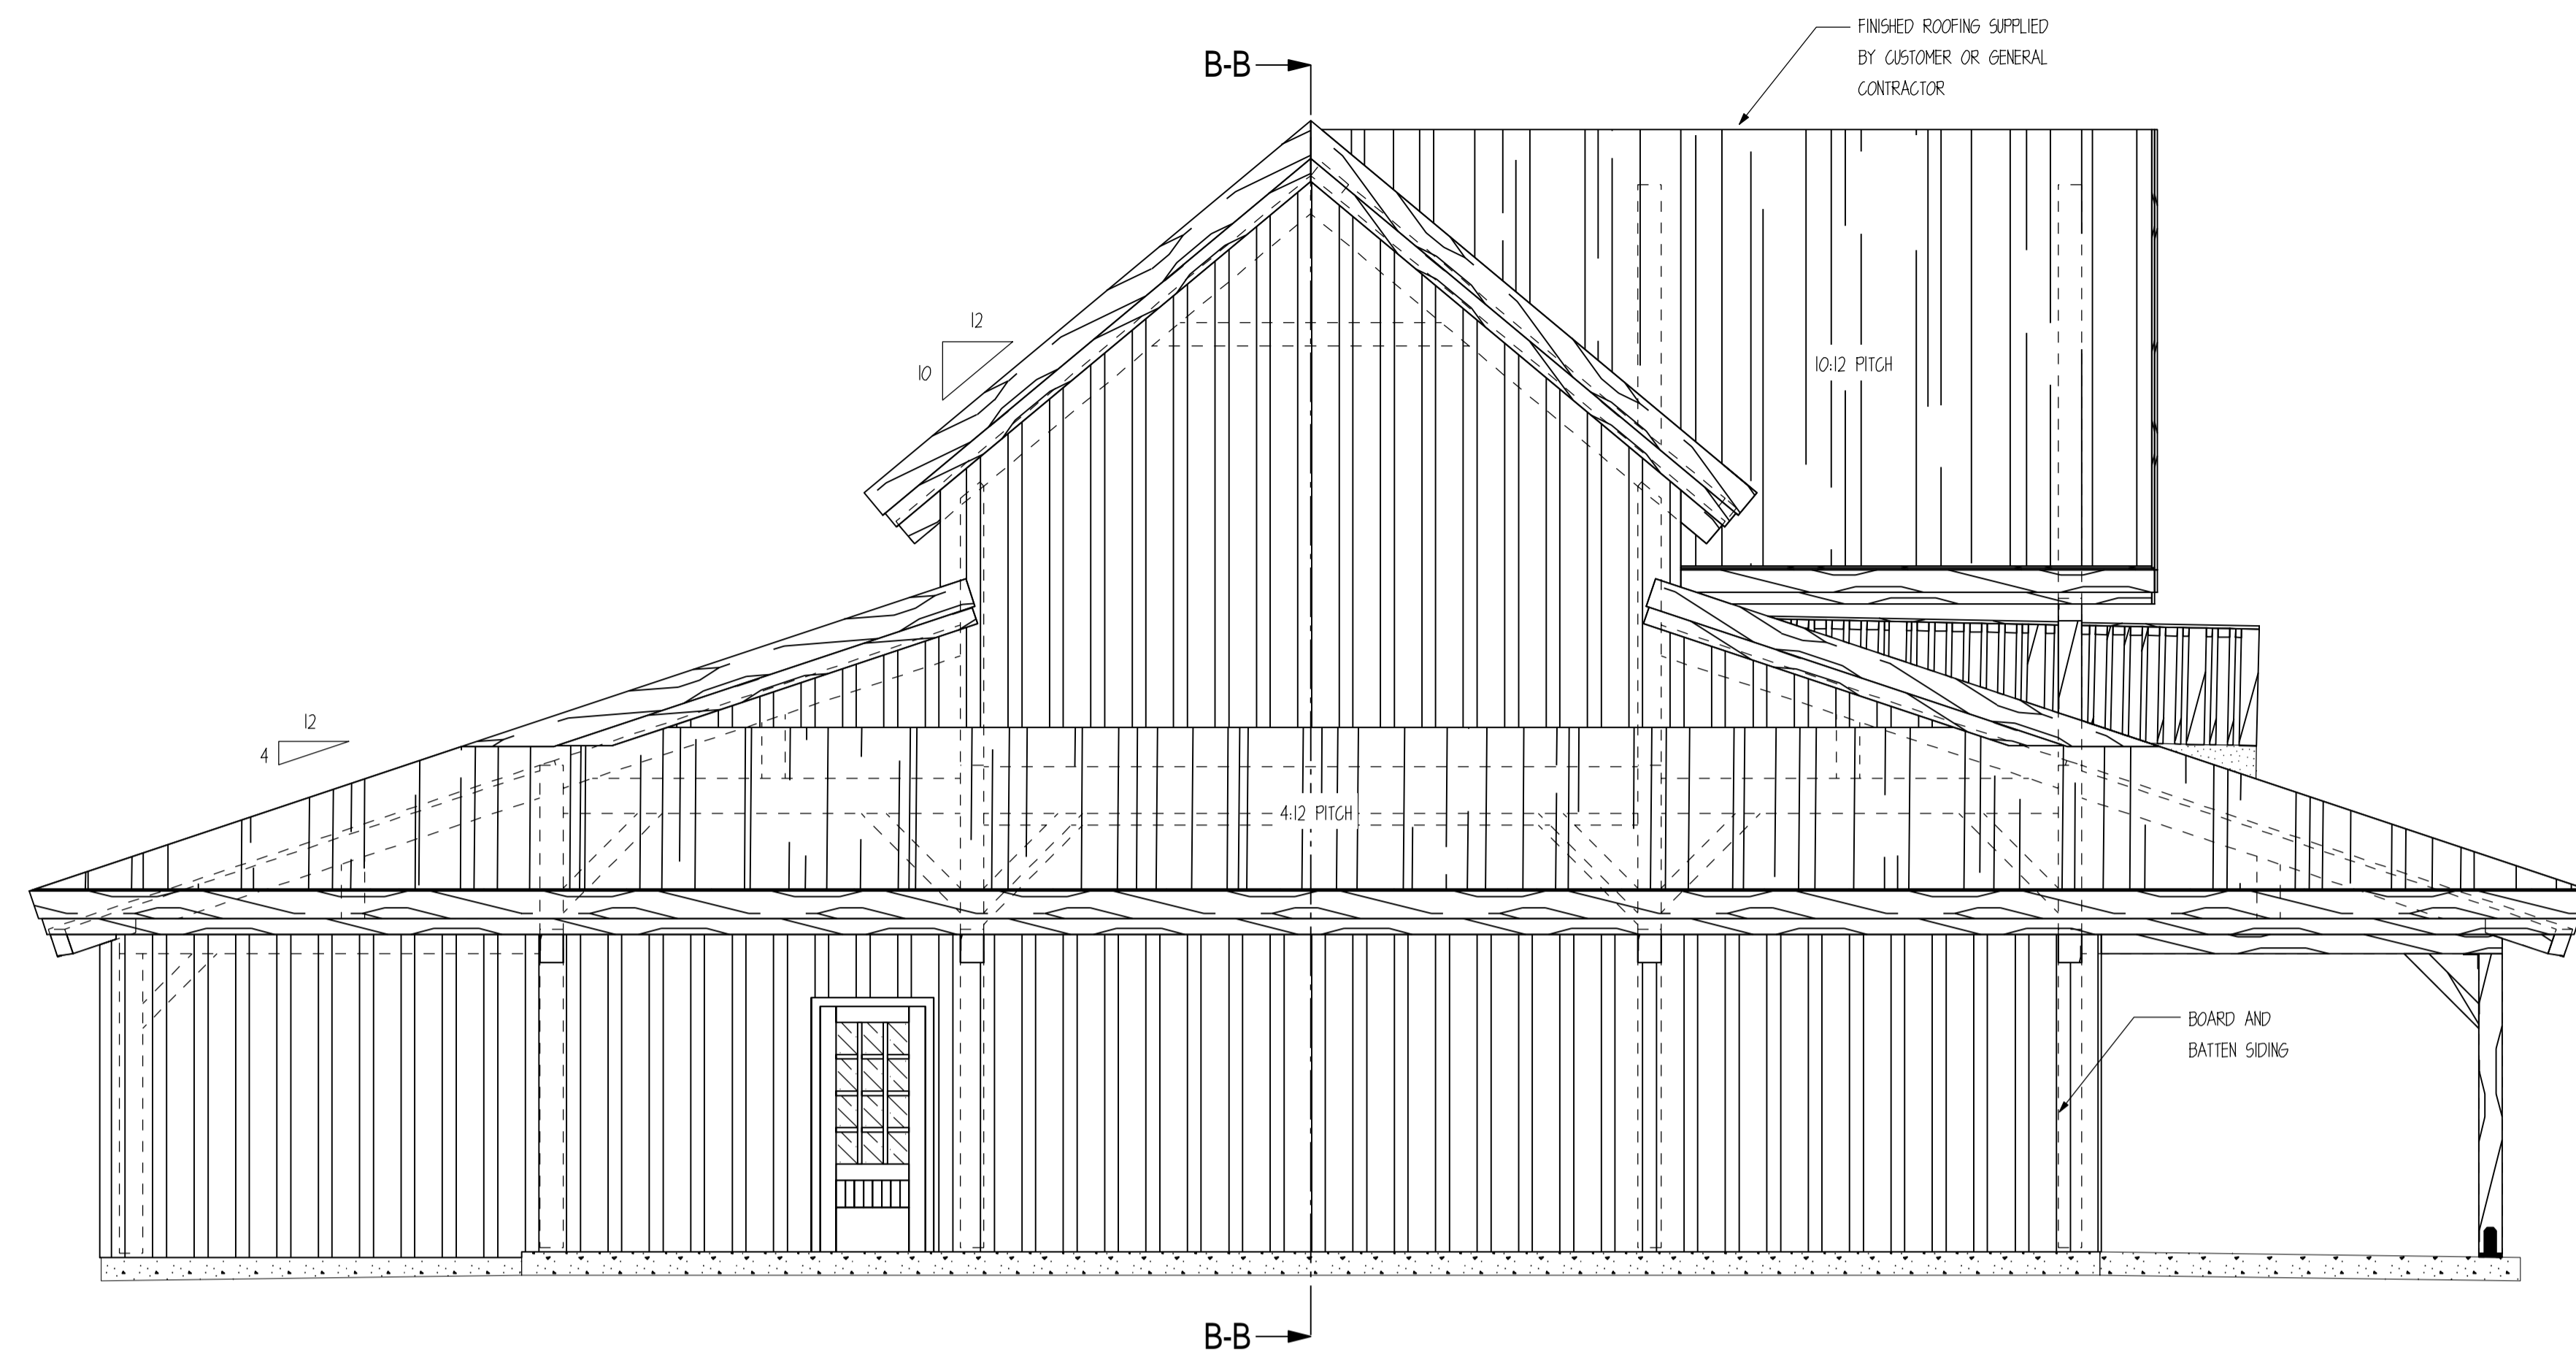 FINISHED ROOFING SUPPLIED
BY CUSTOMER OR GENERAL
CONTRACTOR
B-B
12
10
10:12 PITCH
12
4
4:12 PITCH
BOARD AND
BATTEN SIDING
B-B